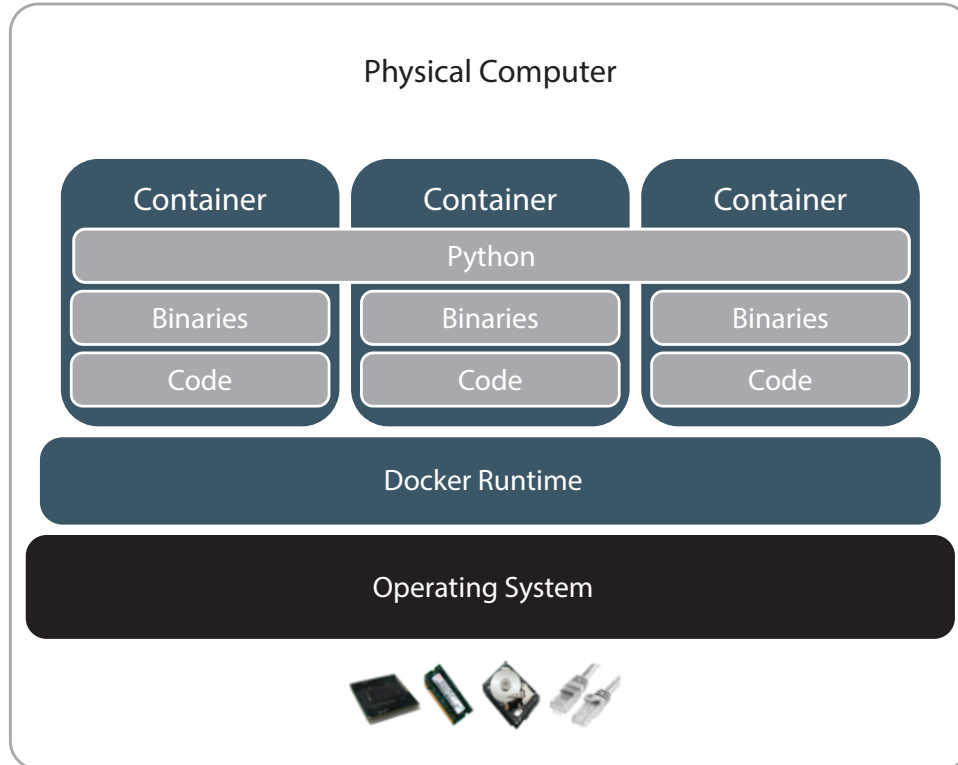 Physical Computer
Container
Container
Container
Python
Binaries
Binaries
Binaries
Code
Code
Code
Docker Runtime
Operating System